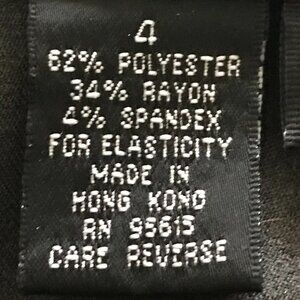 4
62% POLYESTER
34% RAYON
4% SPANDEX
FOR ELASTICITY
MADE IN
HONG KONG
RN 95615
CARE REVERSE